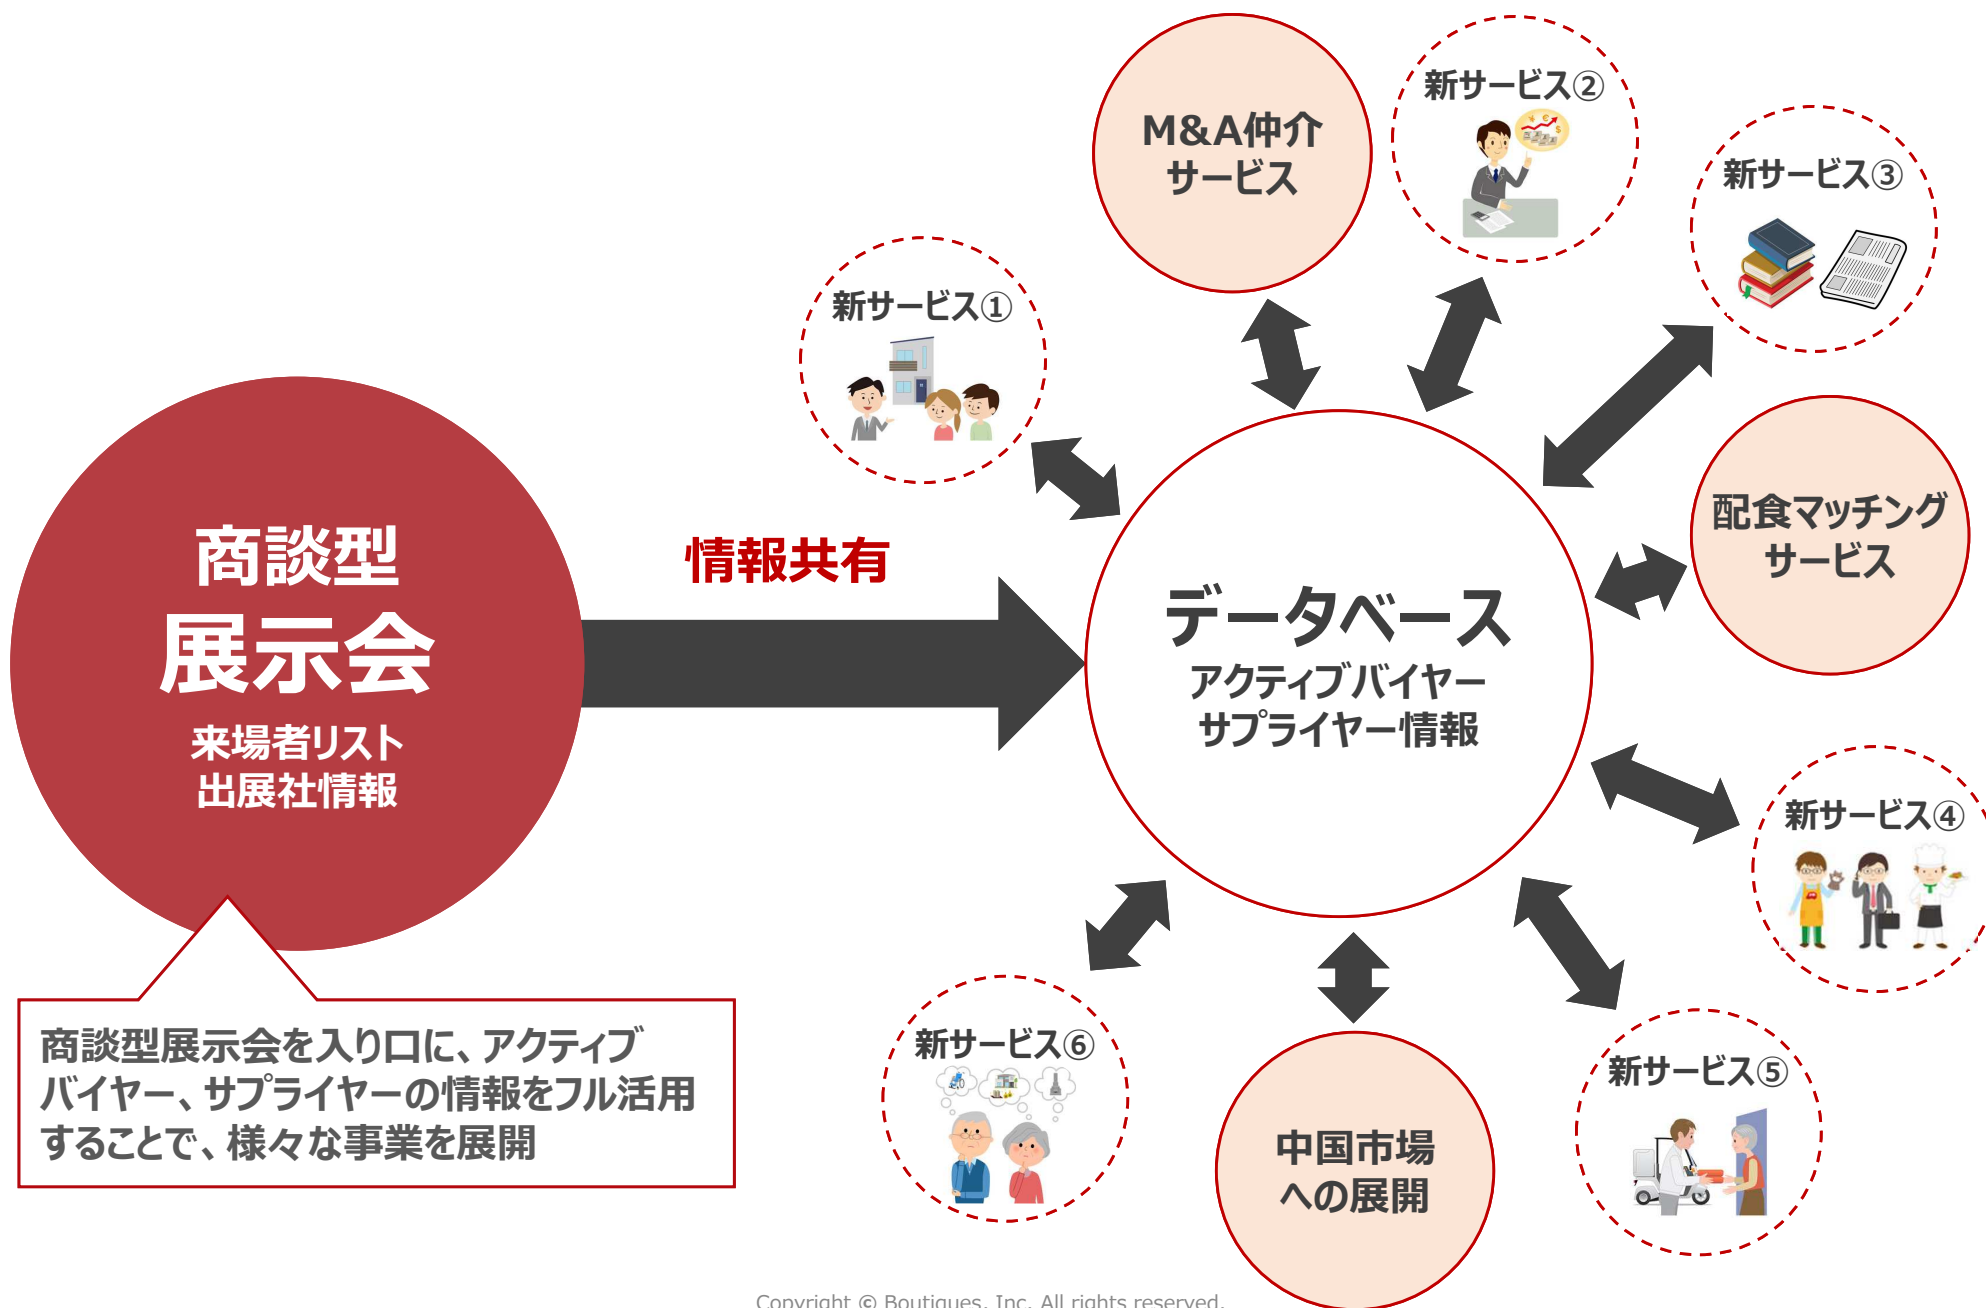 M&A仲介
サービス
新サービス②
新サービス③
新サービス①
配食マッチング
サービス
商談型
展示会
来場者リスト
出展社情報
情報共有
データベース
アクティブバイヤー
サプライヤー情報
新サービス④
新サービス⑤
新サービス⑥
中国市場
への展開
商談型展示会を入り口に、アクティブ
バイヤー、サプライヤーの情報をフル活用
することで、様々な事業を展開
Copyright © Boutiques, Inc. All rights reserved.